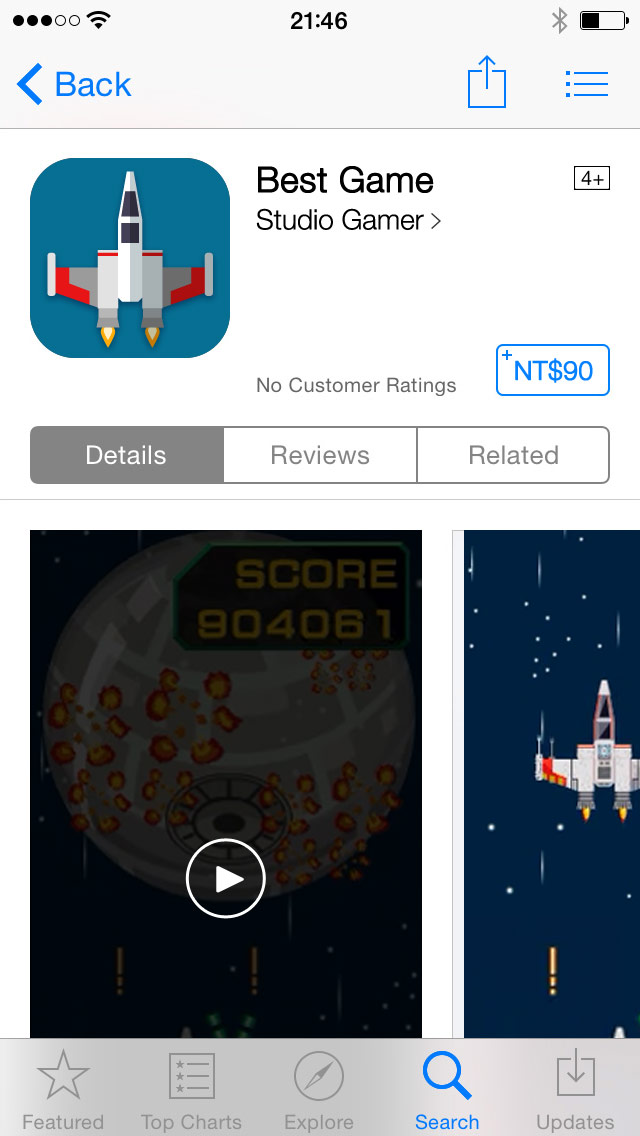 21:46
Back
Best Game
4+
Studio Gamer >
No Customer Ratings
+NT$90
Details
Reviews
Related
SCORE
904061
Featured
Top Charts
Explore
Search
Updates